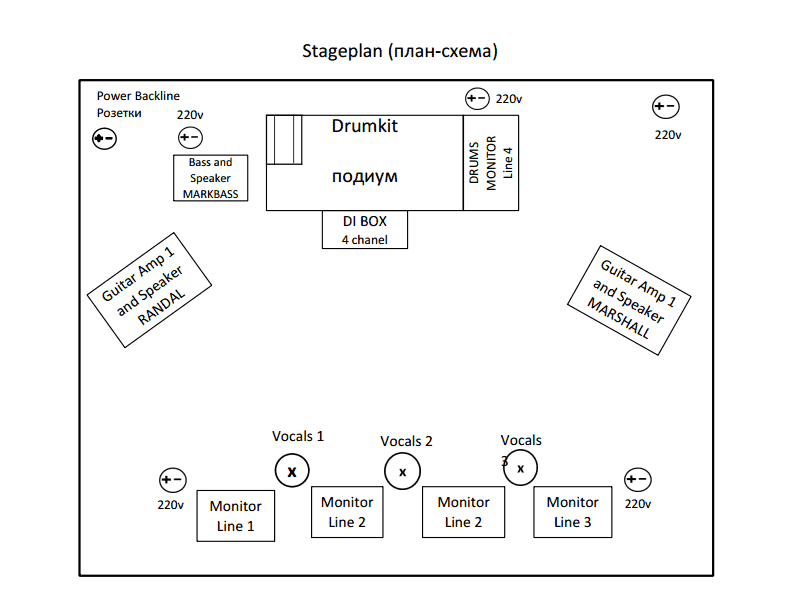 Stageplan (план-схема)
Power Backline
Розетки
220v
220v
220v
Bass and
Speaker
MARKBASS
Drumkit
подиум
DRUMS
MONITOR
Line 4
DI BOX
4 chanel
Guitar Amp 1
and Speaker
RANDAL
Guitar Amp 1
and Speaker
MARSHALL
Vocals 1
Vocals 2
Vocals
3
x
x
x
220v
Monitor
Line 1
Monitor
Line 2
Monitor
Line 2
Monitor
Line 3
220v